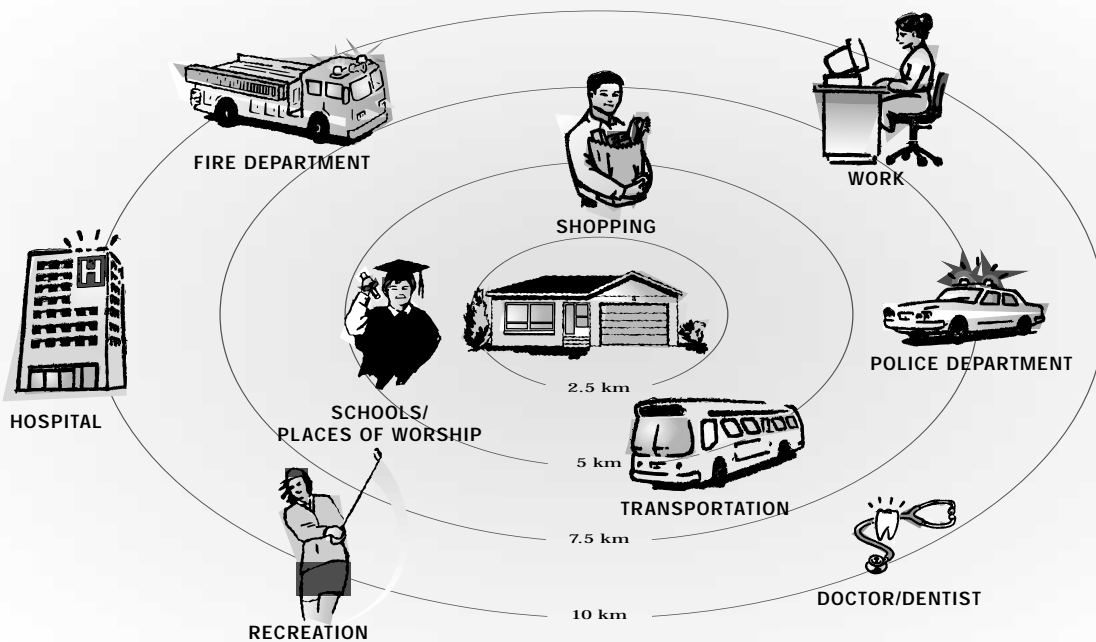 FIRE DEPARTMENT
WORK
SHOPPING
H
POLICE DEPARTMENT
2.5 km
HOSPITAL
SCHOOLS/
PLACES OF WORSHIP
5 km
TRANSPORTATION
7.5 km
DOCTOR/DENTIST
10 km
RECREATION